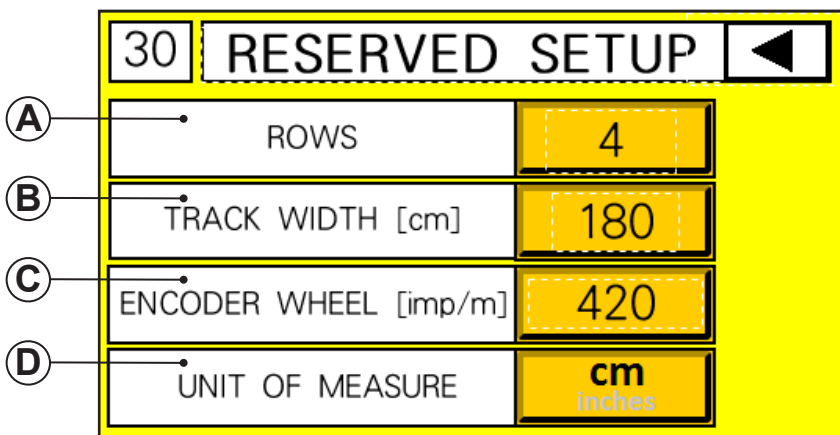 30 RESERVED SETUP
A ROWS 4
B TRACK WIDTH [cm] 180
C ENCODER WHEEL [imp/m] 420
D UNIT OF MEASURE cm
inches